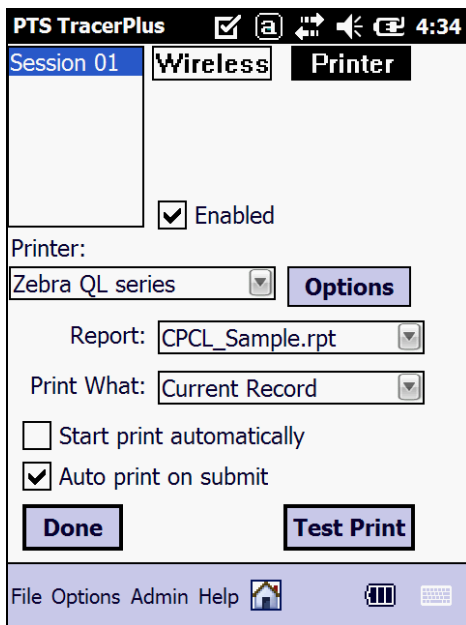 PTS TracerPlus a 4:34
Session 01 Wireless Printer
Enabled
Printer:
Zebra QL series Options
Report: CPCL_Sample.rpt
Print What: Current Record
Start print automatically
Auto print on submit
Done Test Print
File Options Admin Help